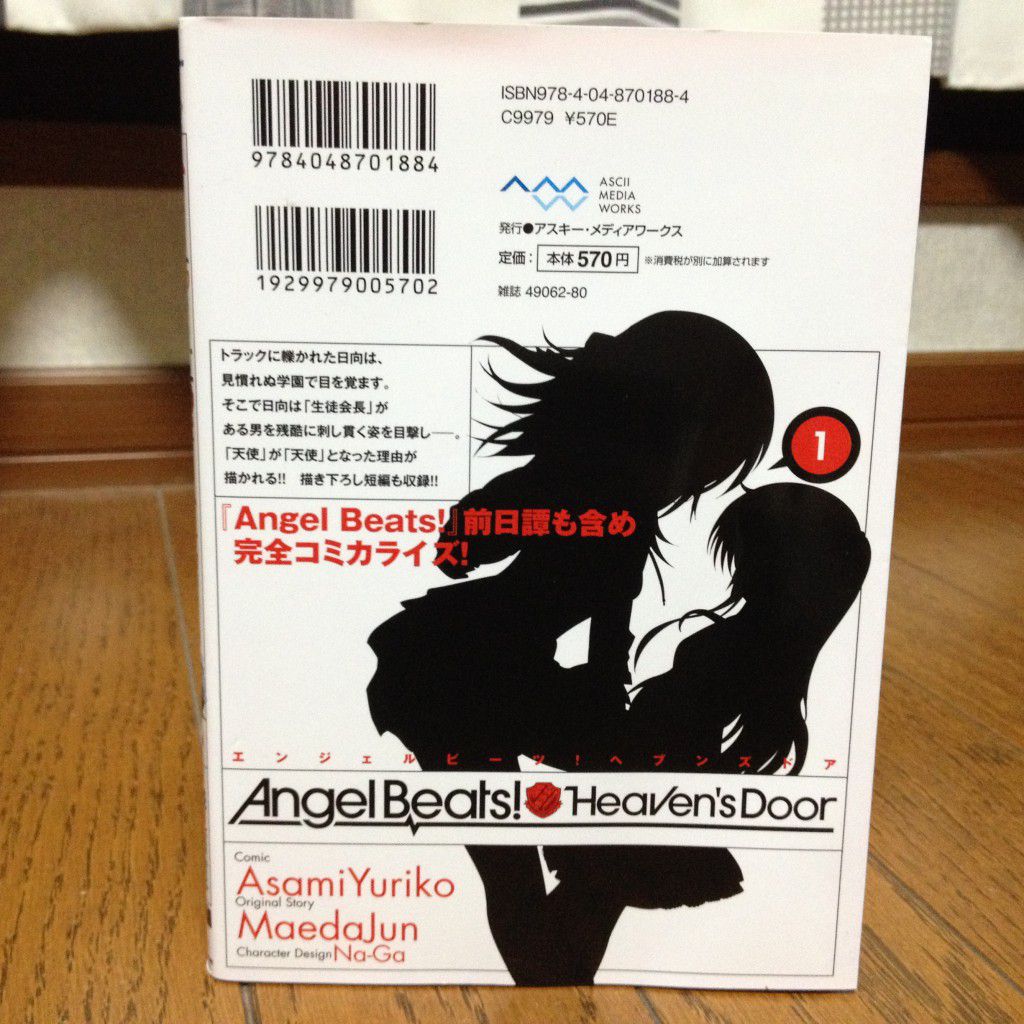 9784048701884
1929979005702
ISBN978-4-04-870188-4
C9979 ¥570E
ASCII
MEDIA
WORKS
発行●アスキー・メディアワークス
定価： 本体570円 ※消費税が別に加算されます
雑誌 49062-80
トラックに轢かれた日向は、
見慣れぬ学園で目を覚ます。
そこで日向は「生徒会長」が
ある男を残酷に刺し貫く姿を目撃し──。
「天使」が「天使」となった理由が
描かれる!! 描き下ろし短編も収録!!
1
『Angel Beats!』前日譚も含め
完全コミカライズ!
エンジェルビーツ！ヘブンズドア
Angel Beats! Heaven's Door
Comic
AsamiYuriko
Original Story
MaedaJun
Character Design Na-Ga